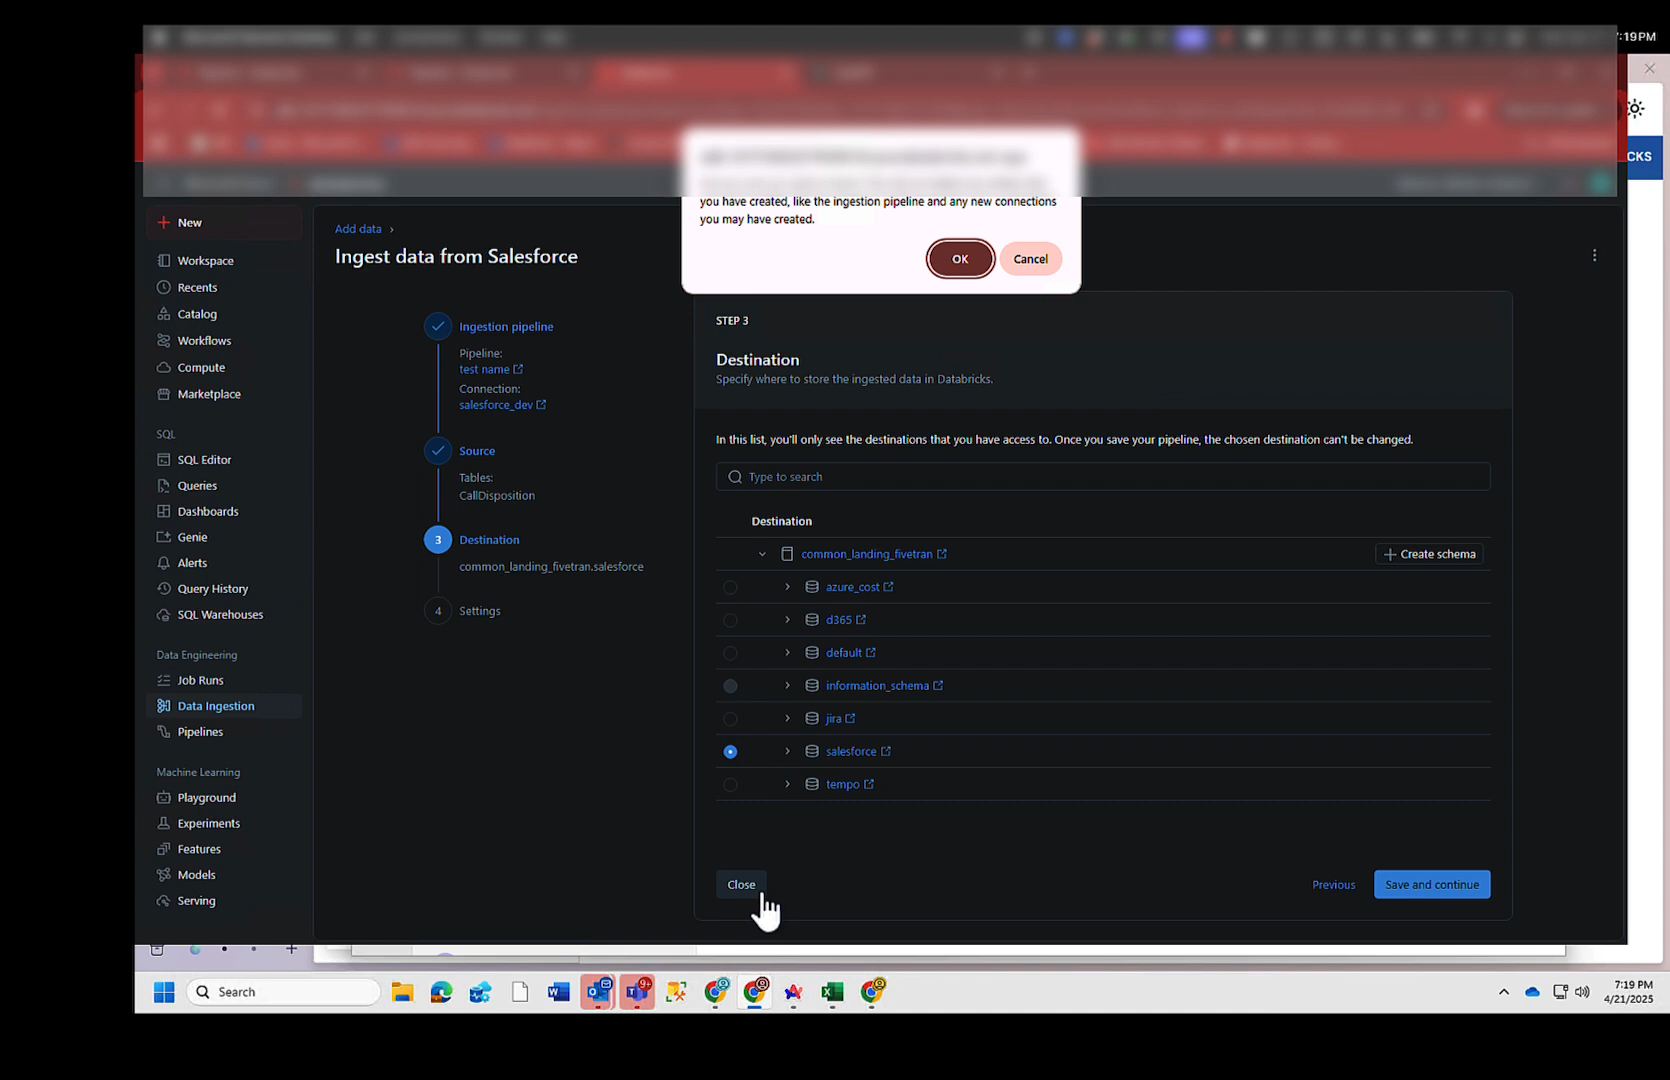 :19PM
CKS
you have created, like the ingestion pipeline and any new connections
you may have created.
OK
Cancel
New
Workspace
Recents
Catalog
Workflows
Compute
Marketplace
SQL
SQL Editor
Queries
Dashboards
Genie
Alerts
Query History
SQL Warehouses
Data Engineering
Job Runs
Data Ingestion
Pipelines
Machine Learning
Playground
Experiments
Features
Models
Serving
Add data ›
Ingest data from Salesforce
Ingestion pipeline
Pipeline:
test name
Connection:
salesforce_dev
Source
Tables:
CallDisposition
3 Destination
common_landing_fivetran.salesforce
4 Settings
STEP 3
Destination
Specify where to store the ingested data in Databricks.
In this list, you'll only see the destinations that you have access to. Once you save your pipeline, the chosen destination can't be changed.
Type to search
Destination
common_landing_fivetran
Create schema
azure_cost
d365
default
information_schema
jira
salesforce
tempo
Close
Previous
Save and continue
Search
9+
7:19 PM
4/21/2025